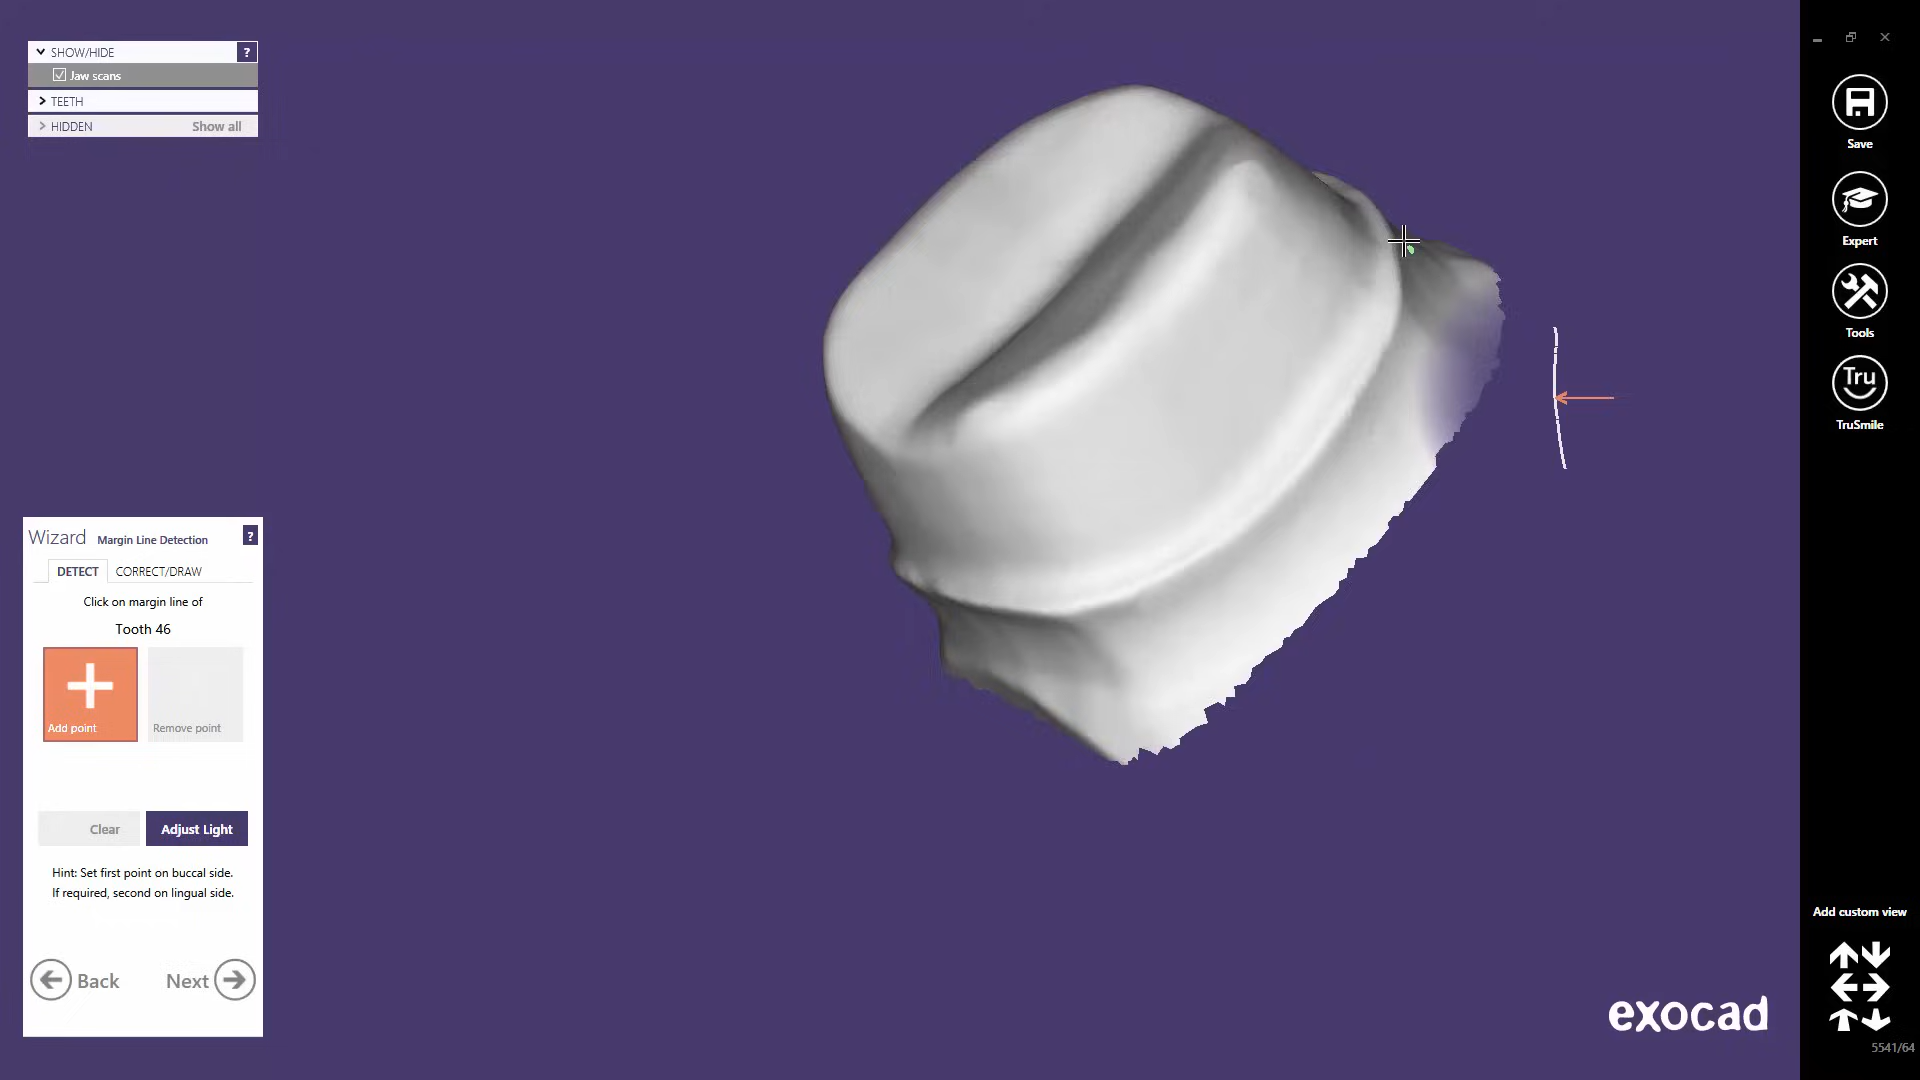 SHOW/HIDE ?
Jaw scans
TEETH
HIDDEN Show all
Save
Expert
Tools
Tru
TruSmile
Wizard Margin Line Detection ?
DETECT CORRECT/DRAW
Click on margin line of
Tooth 46
Add point Remove point
Clear Adjust Light
Hint: Set first point on buccal side.
If required, second on lingual side.
Back Next
Add custom view
exocad
5541/64